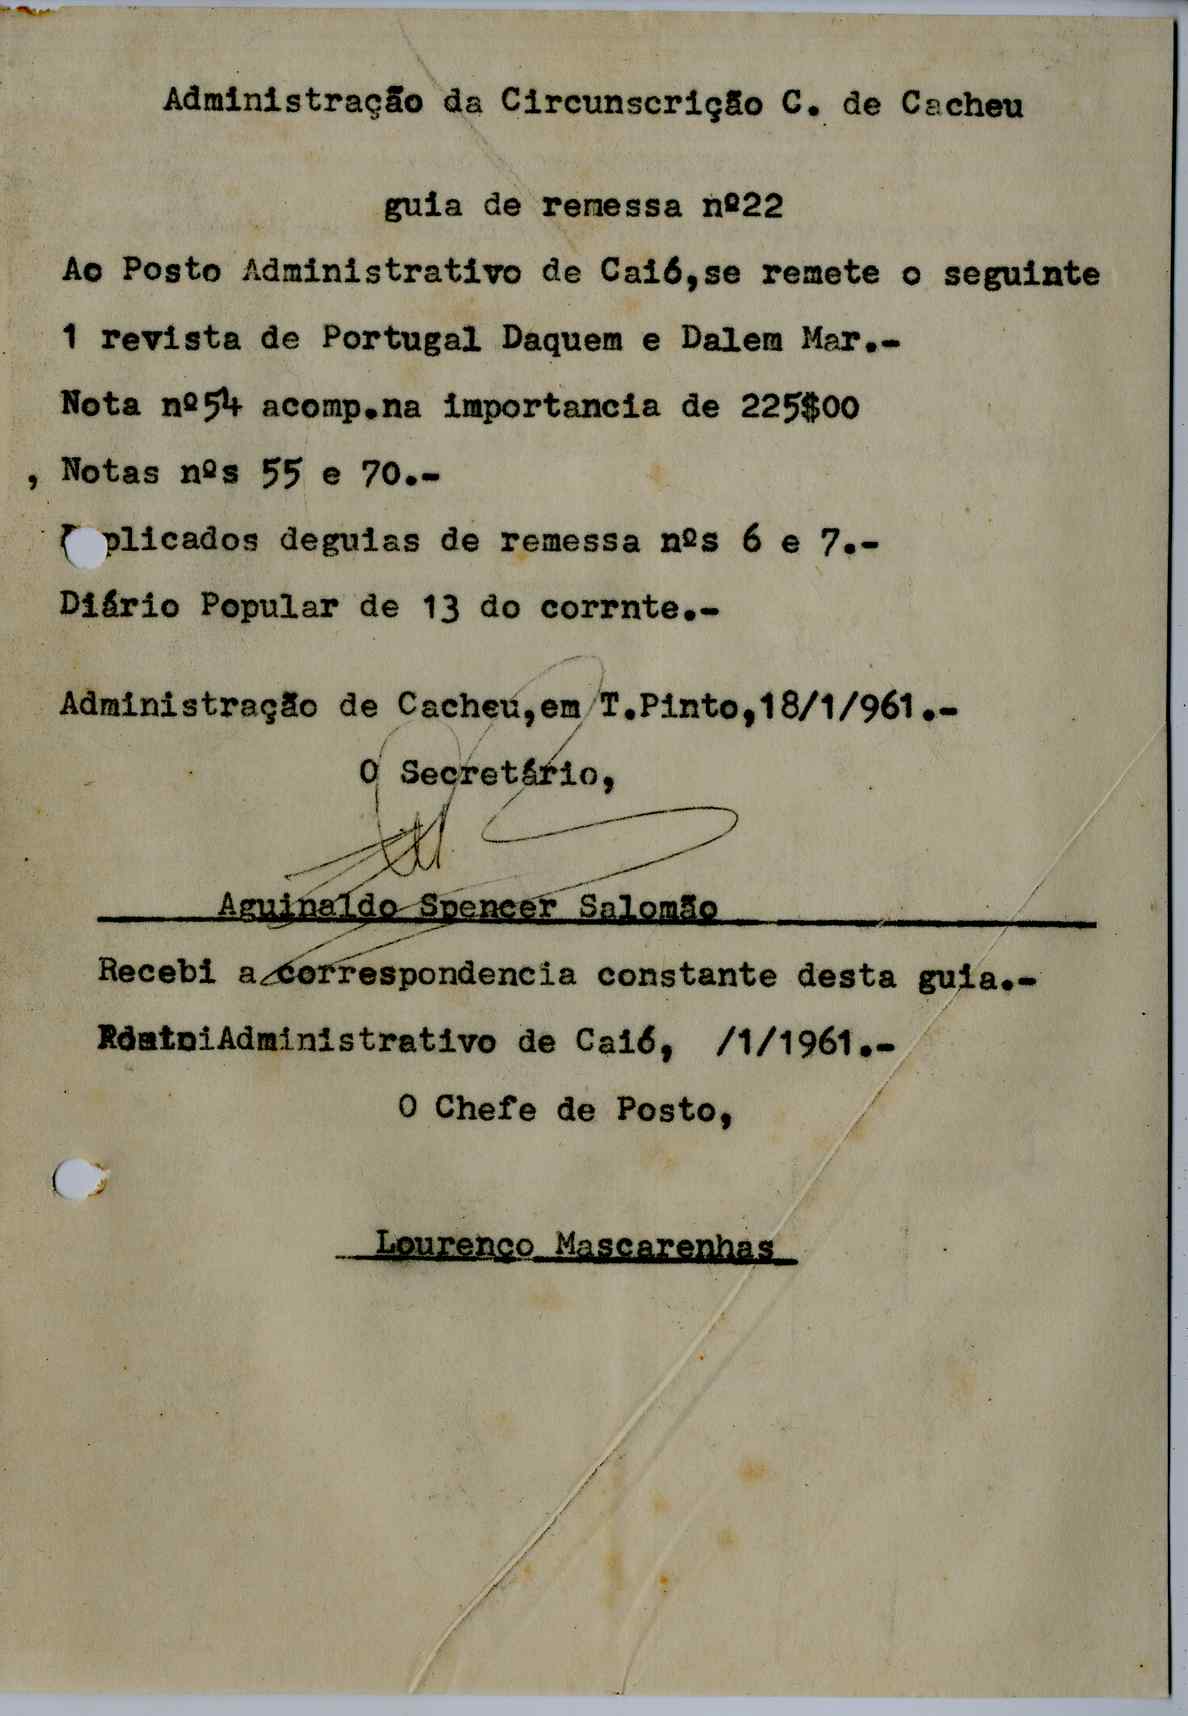 Administração da Circunscrição C. de Cacheu
guia de remessa nº22
Ao Posto Administrativo de Caió,se remete o seguinte
1 revista de Portugal Daquem e Dalem Mar.-
Nota nº54 acomp.na importancia de 225$00
, Notas nºs 55 e 70.-
plicados deguias de remessa nºs 6 e 7.-
Diário Popular de 13 do corrnte.-
Administração de Cacheu,em T.Pinto,18/1/961.-
O Secretário,
Aguinaldo Spencer Salomão
Recebi a correspondencia constante desta guia.-
Administrativo de Caió, /1/1961.-
O Chefe de Posto,
Lourenço Mascarenhas